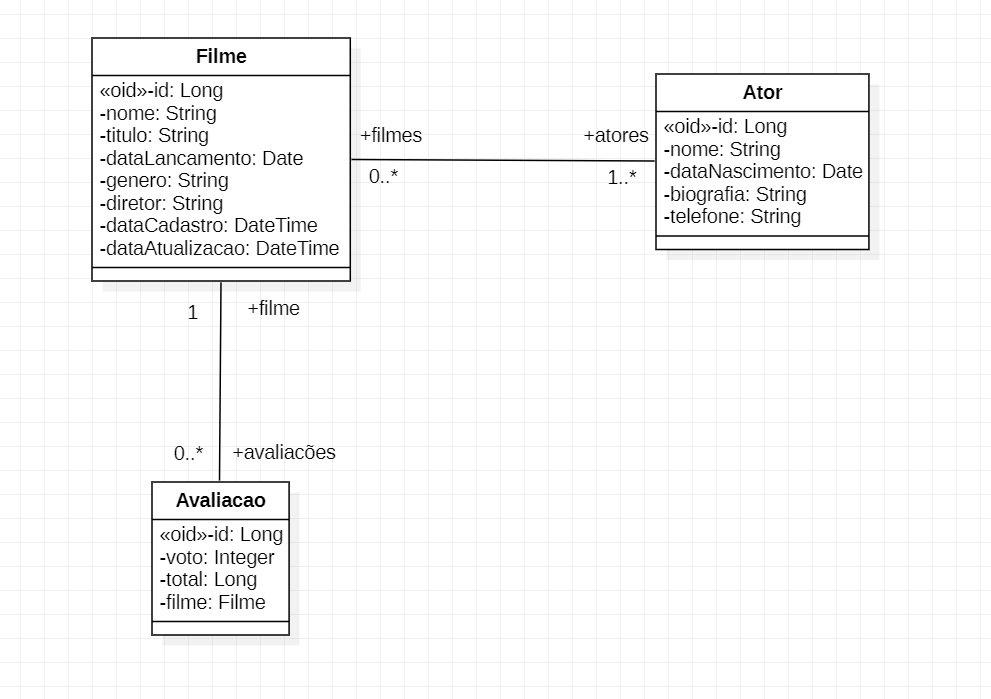 Filme
«oid»-id: Long
-nome: String
-titulo: String
-dataLancamento: Date
-genero: String
-diretor: String
-dataCadastro: DateTime
-dataAtualizacao: DateTime
+filmes
0..*
+atores
1..*
Ator
«oid»-id: Long
-nome: String
-dataNascimento: Date
-biografia: String
-telefone: String
1
+filme
0..*
+avaliacões
Avaliacao
«oid»-id: Long
-voto: Integer
-total: Long
-filme: Filme